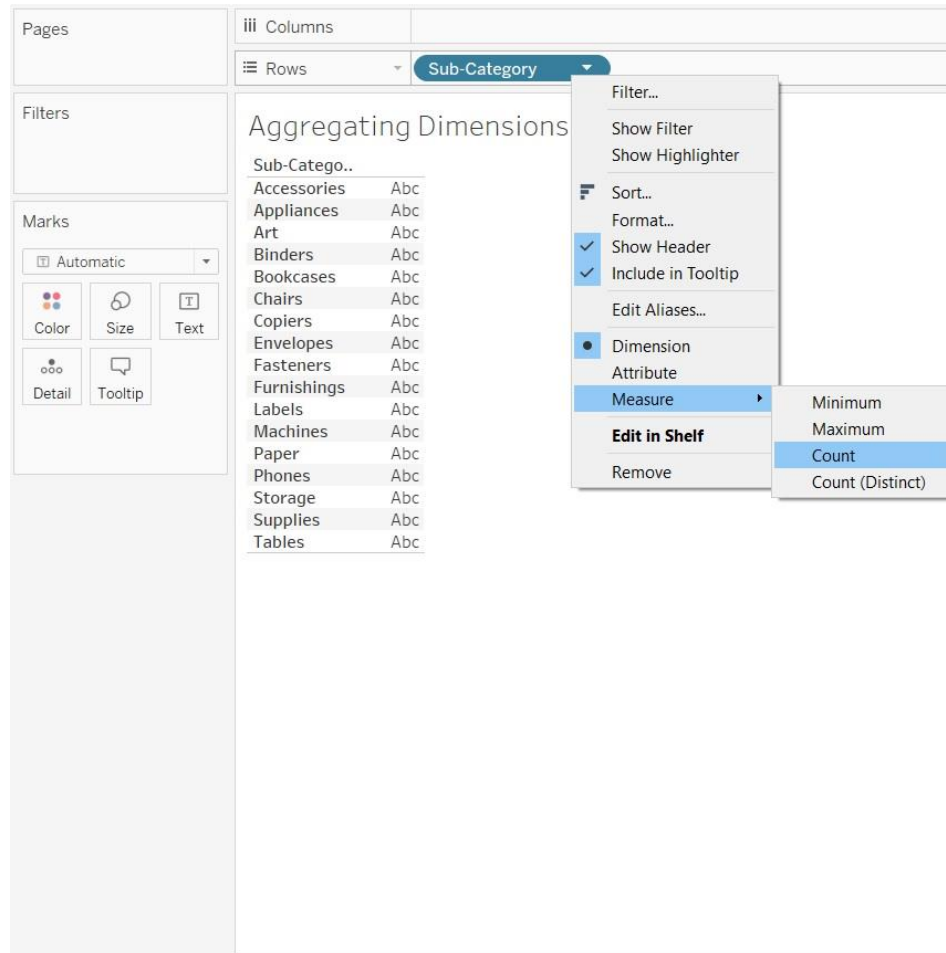 Pages
Columns
Rows
Sub-Category
Filters
Marks
Automatic
Color
Size
Text
Detail
Tooltip
Aggregating Dimensions
Sub-Catego..
Accessories Abc
Appliances Abc
Art Abc
Binders Abc
Bookcases Abc
Chairs Abc
Copiers Abc
Envelopes Abc
Fasteners Abc
Furnishings Abc
Labels Abc
Machines Abc
Paper Abc
Phones Abc
Storage Abc
Supplies Abc
Tables Abc
Filter...
Show Filter
Show Highlighter
Sort...
Format...
Show Header
Include in Tooltip
Edit Aliases...
Dimension
Attribute
Measure
Edit in Shelf
Remove
Minimum
Maximum
Count
Count (Distinct)